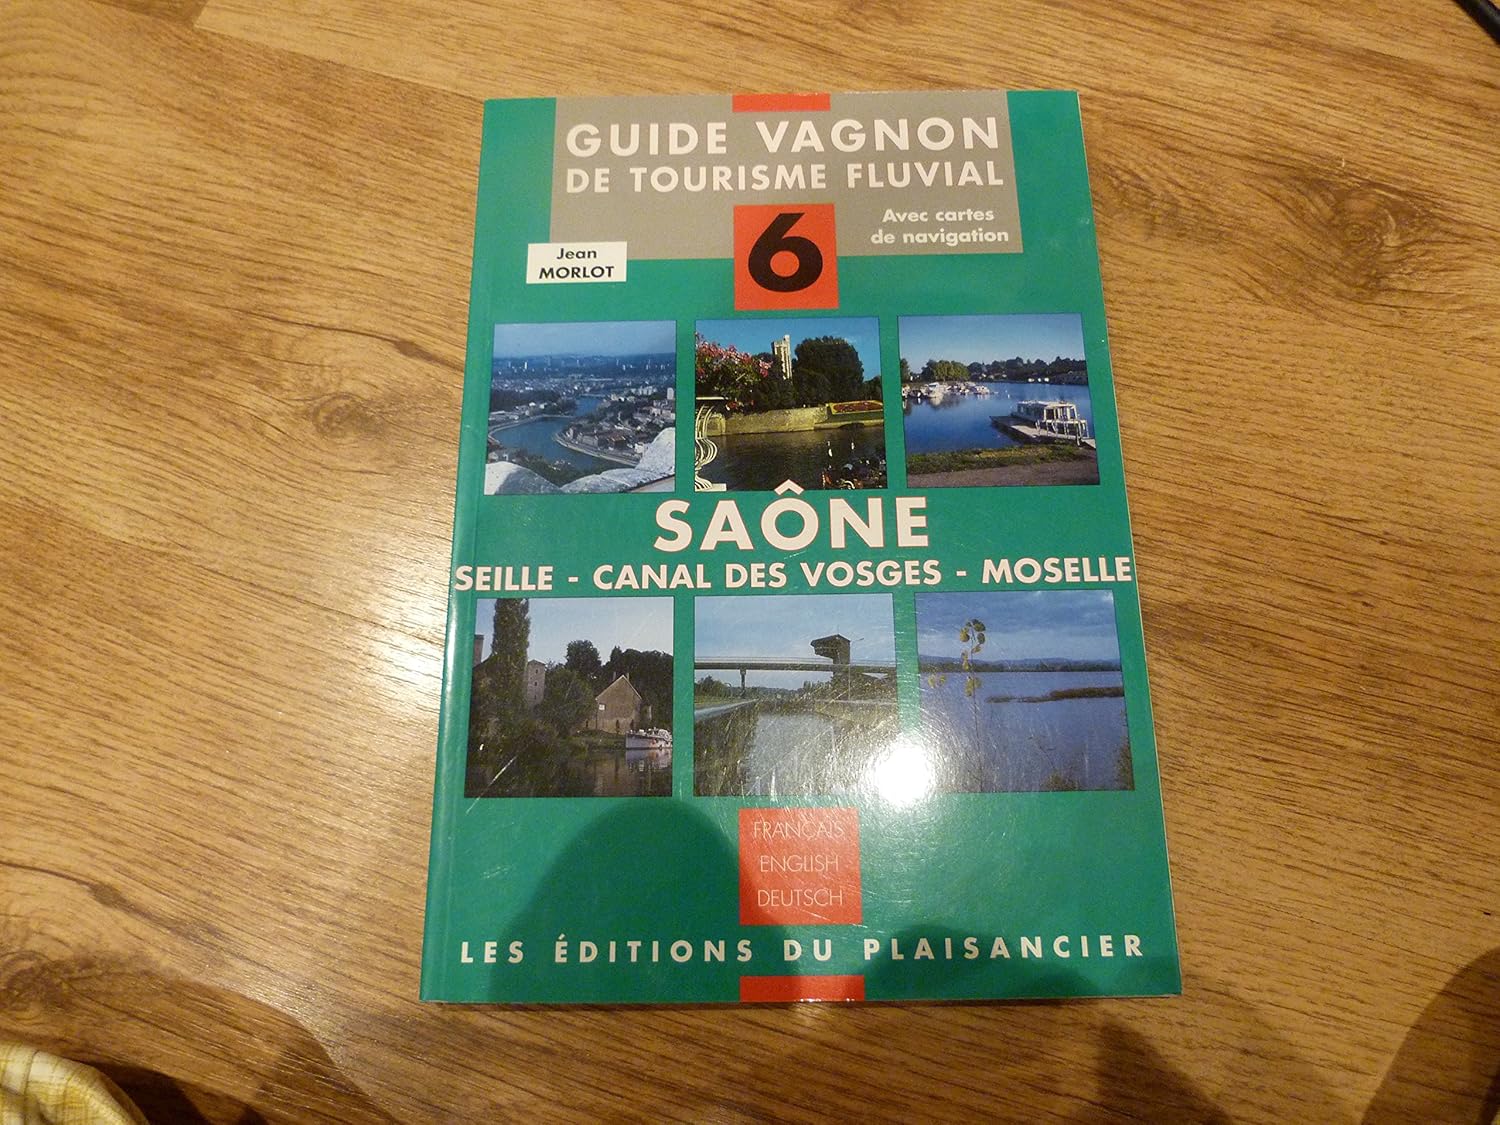 GUIDE VAGNON
DE TOURISME FLUVIAL
6
Avec cartes
de navigation
Jean
MORLOT
SAÔNE
SEILLE - CANAL DES VOSGES - MOSELLE
FRANÇAIS
ENGLISH
DEUTSCH
LES ÉDITIONS DU PLAISANCIER